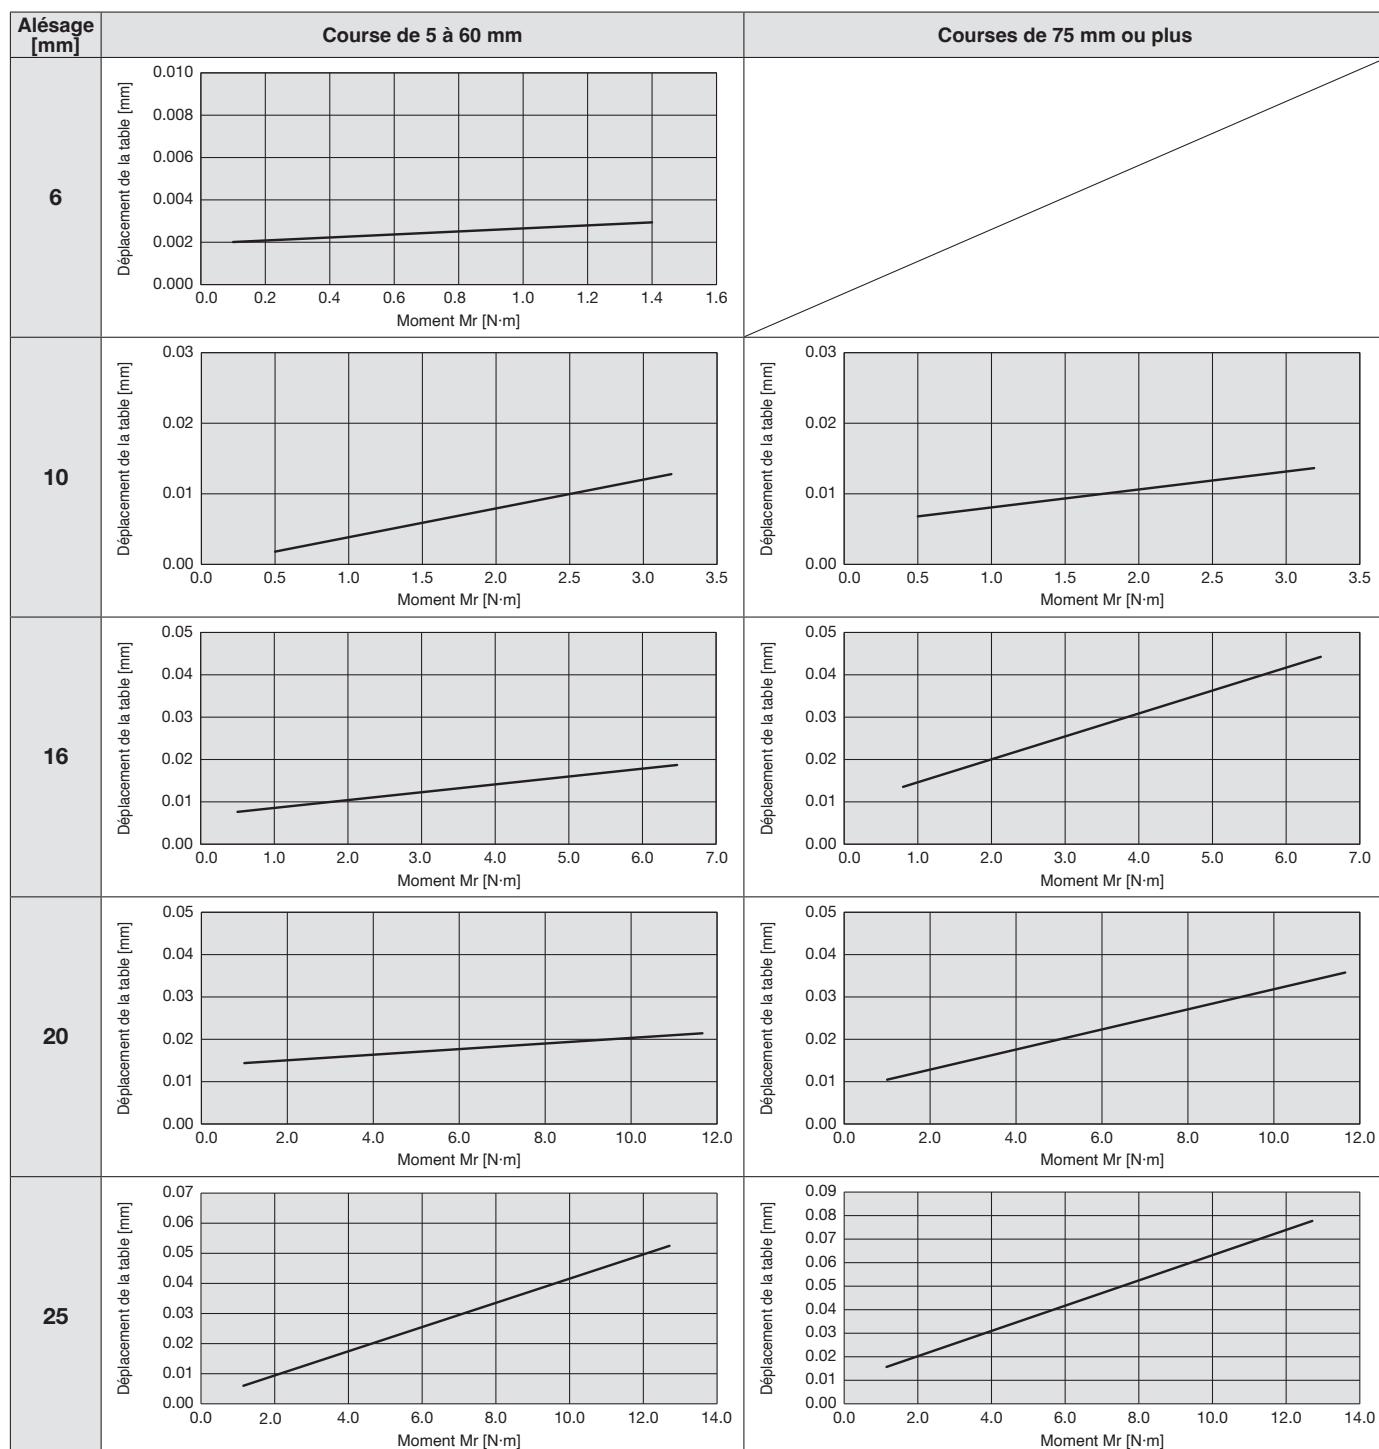 Alésage
[mm]
Course de 5 à 60 mm
Courses de 75 mm ou plus
6
Déplacement de la table [mm]
0.010
0.008
0.006
0.004
0.002
0.000
0.0 0.2 0.4 0.6 0.8 1.0 1.2 1.4 1.6
Moment Mr [N·m]
10
Déplacement de la table [mm]
0.03
0.02
0.01
0.00
0.0 0.5 1.0 1.5 2.0 2.5 3.0 3.5
Moment Mr [N·m]
Déplacement de la table [mm]
0.03
0.02
0.01
0.00
0.0 0.5 1.0 1.5 2.0 2.5 3.0 3.5
Moment Mr [N·m]
16
Déplacement de la table [mm]
0.05
0.04
0.03
0.02
0.01
0.00
0.0 1.0 2.0 3.0 4.0 5.0 6.0 7.0
Moment Mr [N·m]
Déplacement de la table [mm]
0.05
0.04
0.03
0.02
0.01
0.00
0.0 1.0 2.0 3.0 4.0 5.0 6.0 7.0
Moment Mr [N·m]
20
Déplacement de la table [mm]
0.05
0.04
0.03
0.02
0.01
0.00
0.0 2.0 4.0 6.0 8.0 10.0 12.0
Moment Mr [N·m]
Déplacement de la table [mm]
0.05
0.04
0.03
0.02
0.01
0.00
0.0 2.0 4.0 6.0 8.0 10.0 12.0
Moment Mr [N·m]
25
Déplacement de la table [mm]
0.07
0.06
0.05
0.04
0.03
0.02
0.01
0.00
0.0 2.0 4.0 6.0 8.0 10.0 12.0 14.0
Moment Mr [N·m]
Déplacement de la table [mm]
0.09
0.08
0.07
0.06
0.05
0.04
0.03
0.02
0.01
0.00
0.0 2.0 4.0 6.0 8.0 10.0 12.0 14.0
Moment Mr [N·m]